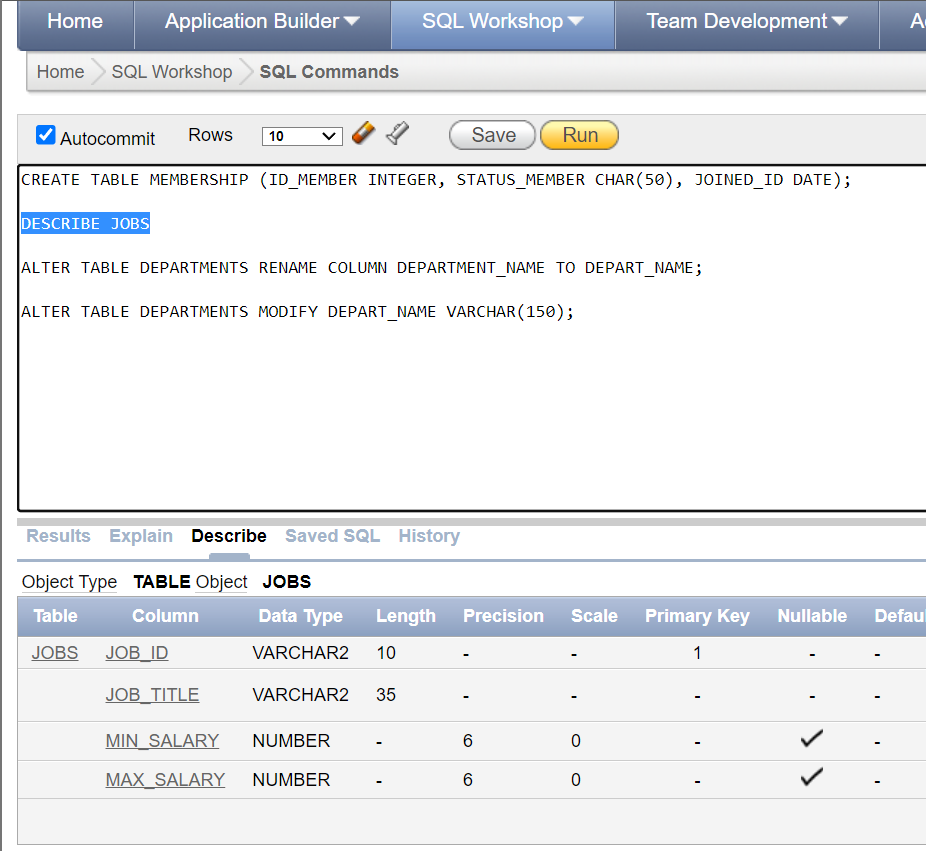 Home Application Builder SQL Workshop Team Development
Home SQL Workshop SQL Commands
Autocommit Rows 10 Save Run
CREATE TABLE MEMBERSHIP (ID_MEMBER INTEGER, STATUS_MEMBER CHAR(50), JOINED_ID DATE);
DESCRIBE JOBS
ALTER TABLE DEPARTMENTS RENAME COLUMN DEPARTMENT_NAME TO DEPART_NAME;
ALTER TABLE DEPARTMENTS MODIFY DEPART_NAME VARCHAR(150);
Results Explain Describe Saved SQL History
Object Type TABLE Object JOBS
Table Column Data Type Length Precision Scale Primary Key Nullable
JOBS JOB_ID VARCHAR2 10 - - 1 - -
JOB_TITLE VARCHAR2 35 - - - - -
MIN_SALARY NUMBER - 6 0 - ✓ -
MAX_SALARY NUMBER - 6 0 - ✓ -